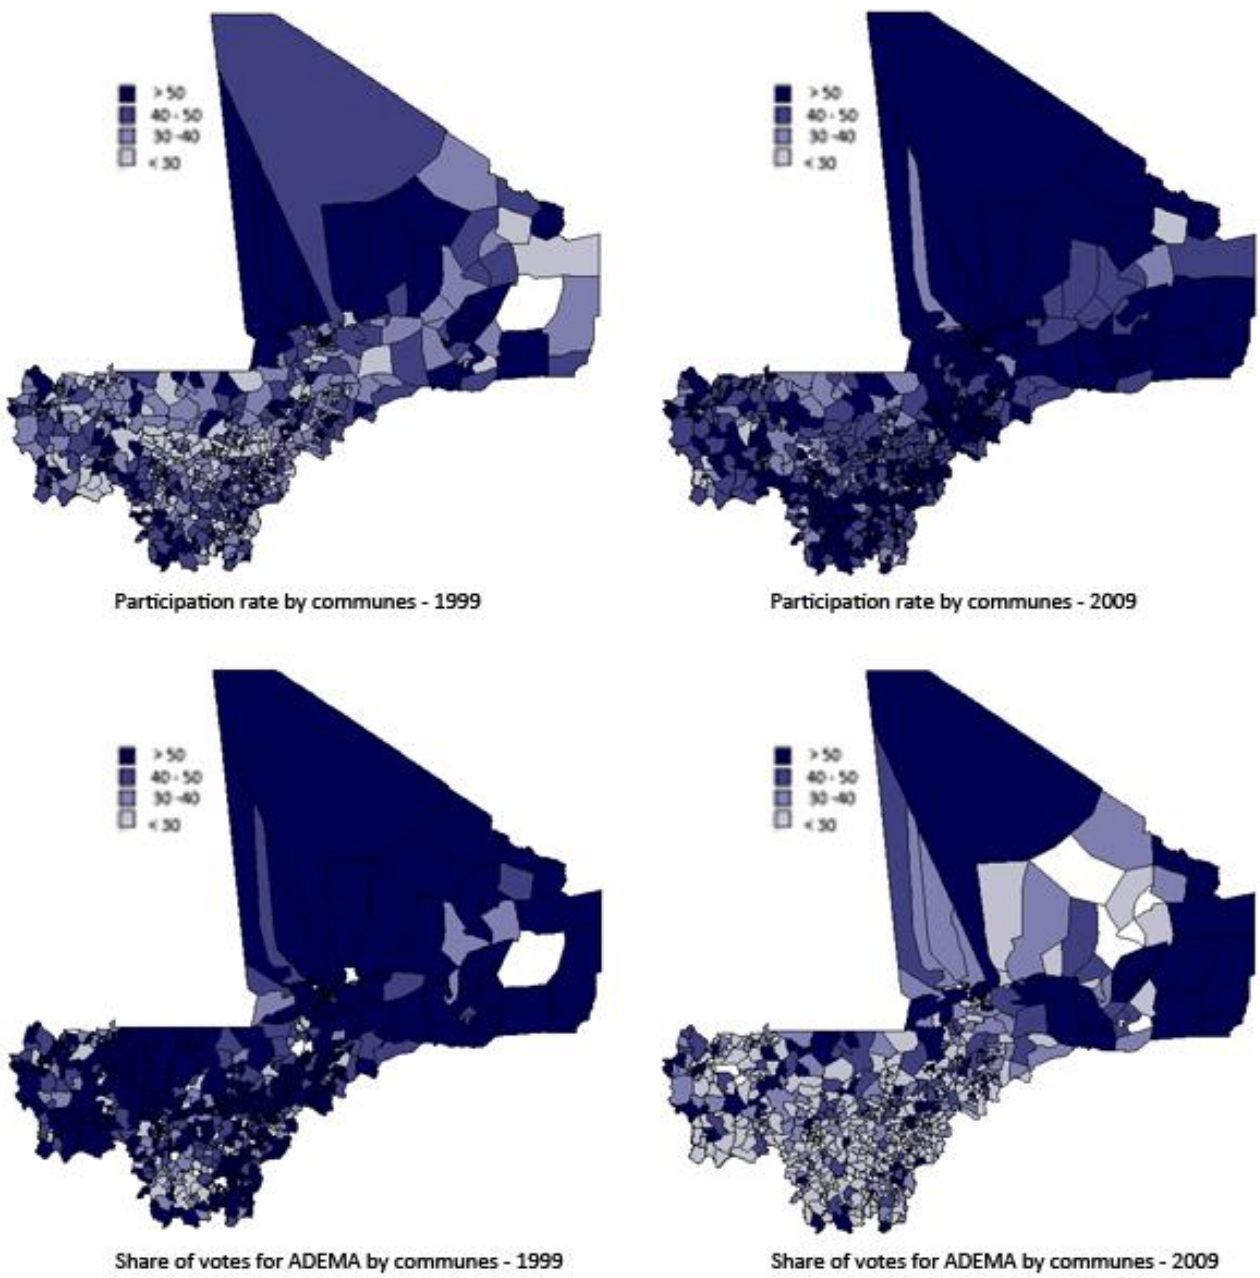 > 50
40 - 50
30 -40
< 30
> 50
40 - 50
30 -40
< 30
Participation rate by communes - 1999
Participation rate by communes - 2009
> 50
40 - 50
30 -40
< 30
> 50
40 - 50
30 -40
< 30
Share of votes for ADEMA by communes - 1999
Share of votes for ADEMA by communes - 2009